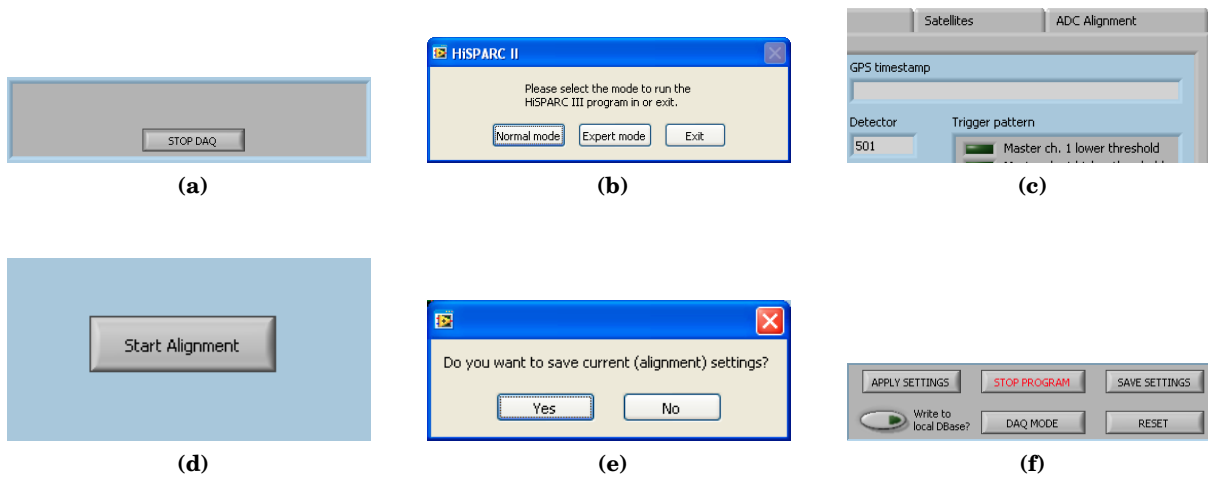 STOP DAQ
(a)
HiSPARC II
Please select the mode to run the
HiSPARC III program in or exit.
Normal mode Expert mode Exit
(b)
Satellites ADC Alignment
GPS timestamp
Detector Trigger pattern
501 Master ch. 1 lower threshold
(c)
Start Alignment
(d)
Do you want to save current (alignment) settings?
Yes No
(e)
APPLY SETTINGS STOP PROGRAM SAVE SETTINGS
Write to
local DBase? DAQ MODE RESET
(f)